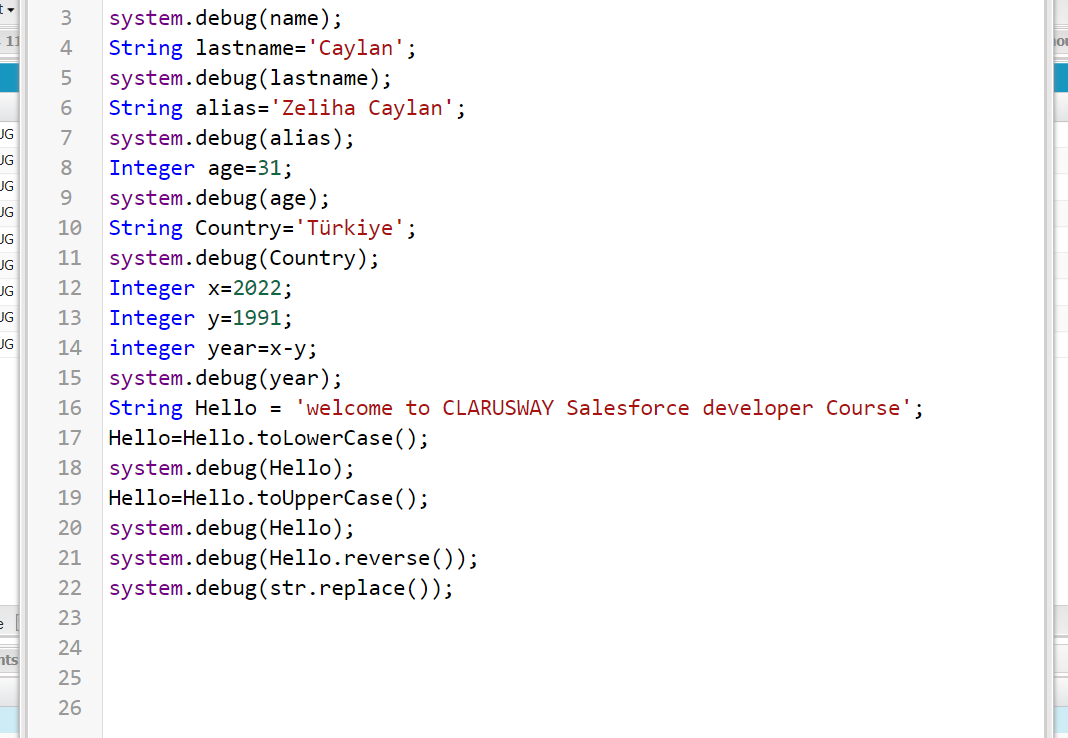 3 system.debug(name);
4 String lastname='Caylan';
5 system.debug(lastname);
6 String alias='Zeliha Caylan';
7 system.debug(alias);
8 Integer age=31;
9 system.debug(age);
10 String Country='Türkiye';
11 system.debug(Country);
12 Integer x=2022;
13 Integer y=1991;
14 integer year=x-y;
15 system.debug(year);
16 String Hello = 'welcome to CLARUSWAY Salesforce developer Course';
17 Hello=Hello.toLowerCase();
18 system.debug(Hello);
19 Hello=Hello.toUpperCase();
20 system.debug(Hello);
21 system.debug(Hello.reverse());
22 system.debug(str.replace());
23
24
25
26